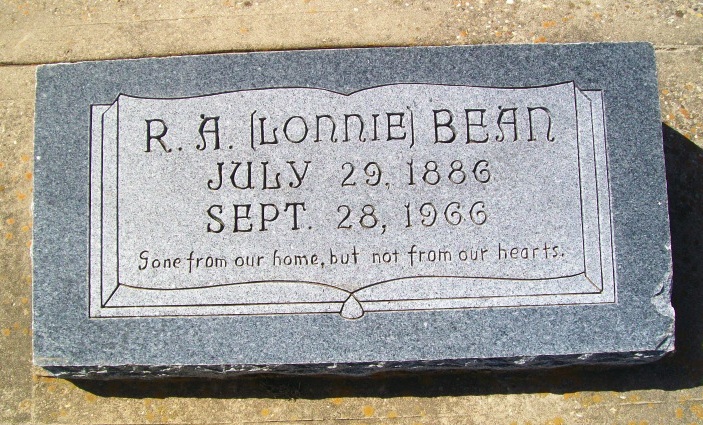 R. A. (LONNIE) BEAN
JULY 29, 1886
SEPT. 28, 1966
Gone from our home, but not from our hearts.